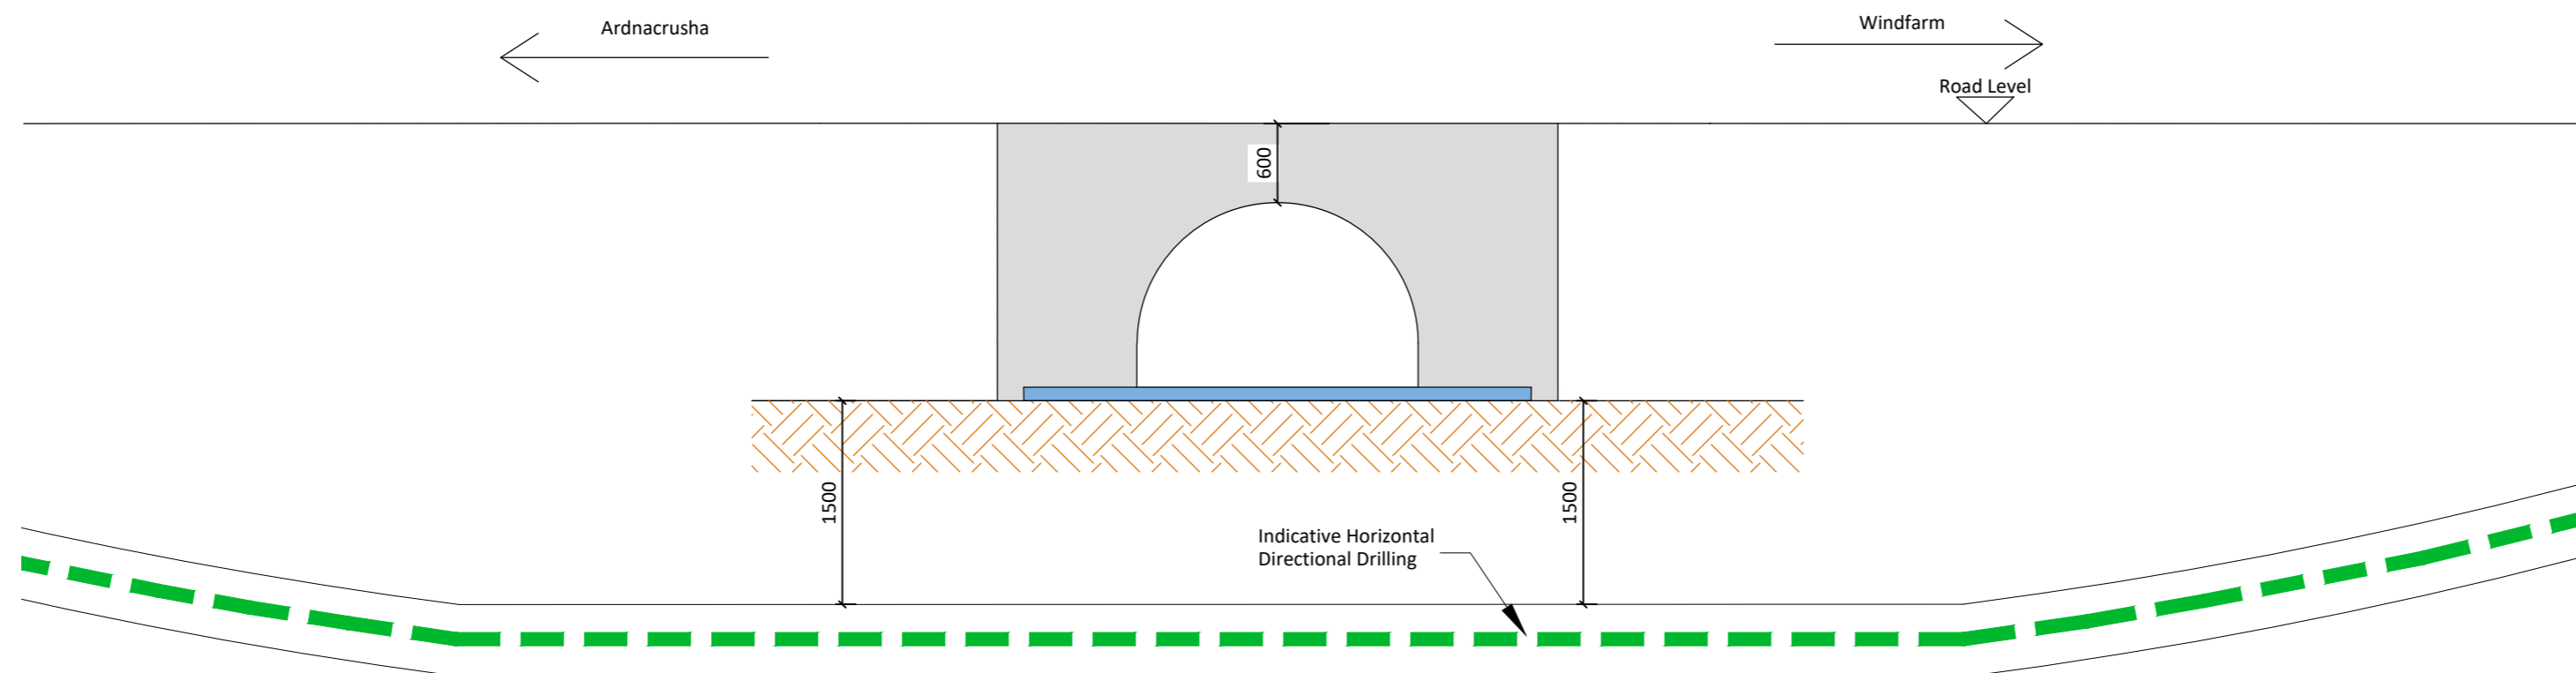 Ardnacrusha
Windfarm
Road Level
600
1500
1500
Indicative Horizontal
Directional Drilling